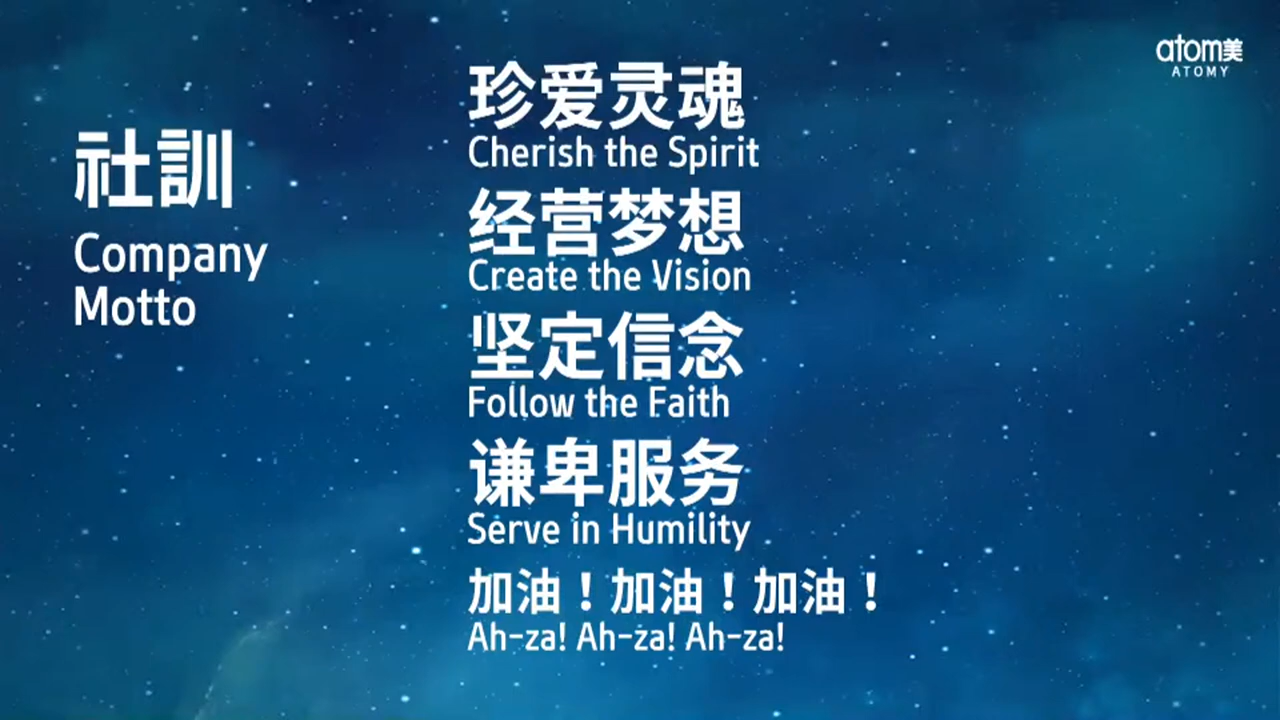 atom美
ATOMY
社訓
Company
Motto
珍爱灵魂
Cherish the Spirit
经营梦想
Create the Vision
坚定信念
Follow the Faith
谦卑服务
Serve in Humility
加油！加油！加油！
Ah-za! Ah-za! Ah-za!